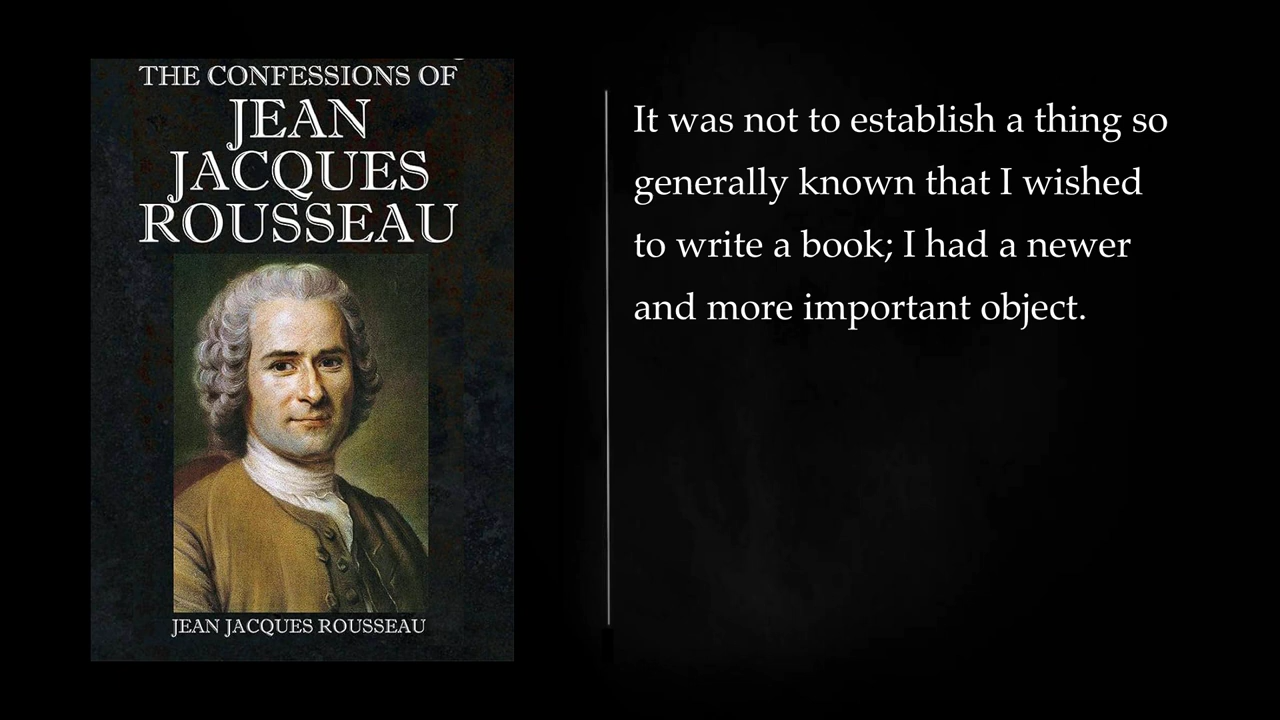 THE CONFESSIONS OF
JEAN
JACQUES
ROUSSEAU
JEAN JACQUES ROUSSEAU
It was not to establish a thing so
generally known that I wished
to write a book; I had a newer
and more important object.